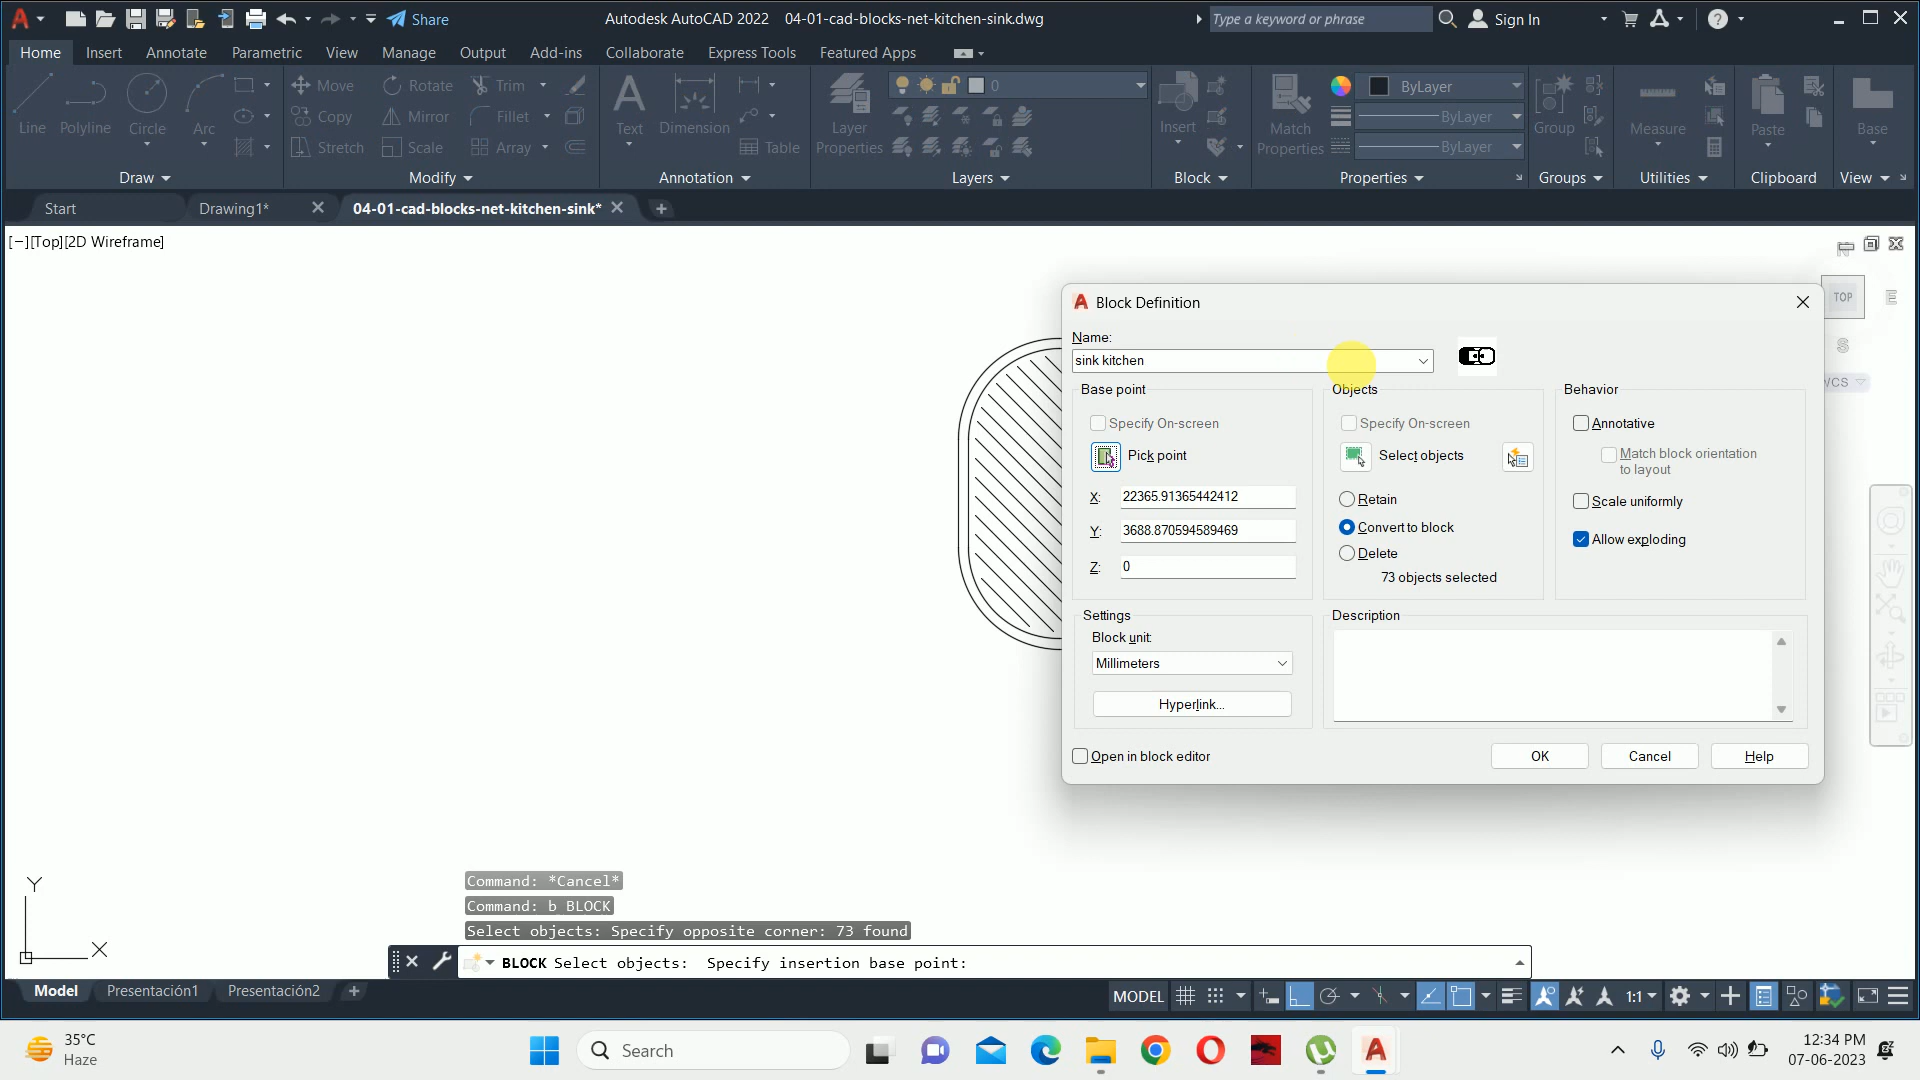 Share
Autodesk AutoCAD 2022 04-01-cad-blocks-net-kitchen-sink.dwg
Type a keyword or phrase
Sign In
Home Insert Annotate Parametric View Manage Output Add-ins Collaborate Express Tools Featured Apps
Line Polyline Circle Arc
Move Rotate Trim
Copy Mirror Fillet
Stretch Scale Array
Text Dimension Table
Layer Properties
0
Insert
Match Properties
ByLayer
ByLayer
ByLayer
Group Measure Paste Base
Draw Modify Annotation Layers Block Properties Groups Utilities Clipboard View
Start Drawing1* 04-01-cad-blocks-net-kitchen-sink*
[−][Top][2D Wireframe]
TOP
E
S
Block Definition
Name:
sink kitchen
Base point
Specify On-screen
Pick point
X: 22365.91365442412
Y: 3688.870594589469
Z: 0
Objects
Specify On-screen
Select objects
Retain
Convert to block
Delete
73 objects selected
Behavior
Annotative
Match block orientation
to layout
Scale uniformly
Allow exploding
Settings
Block unit:
Millimeters
Hyperlink...
Description
Open in block editor
OK Cancel Help
Y
X
Command: *Cancel*
Command: b BLOCK
Select objects: Specify opposite corner: 73 found
BLOCK Select objects: Specify insertion base point:
Model Presentación1 Presentación2
MODEL
1:1
35°C
Haze
Search
12:34 PM
07-06-2023